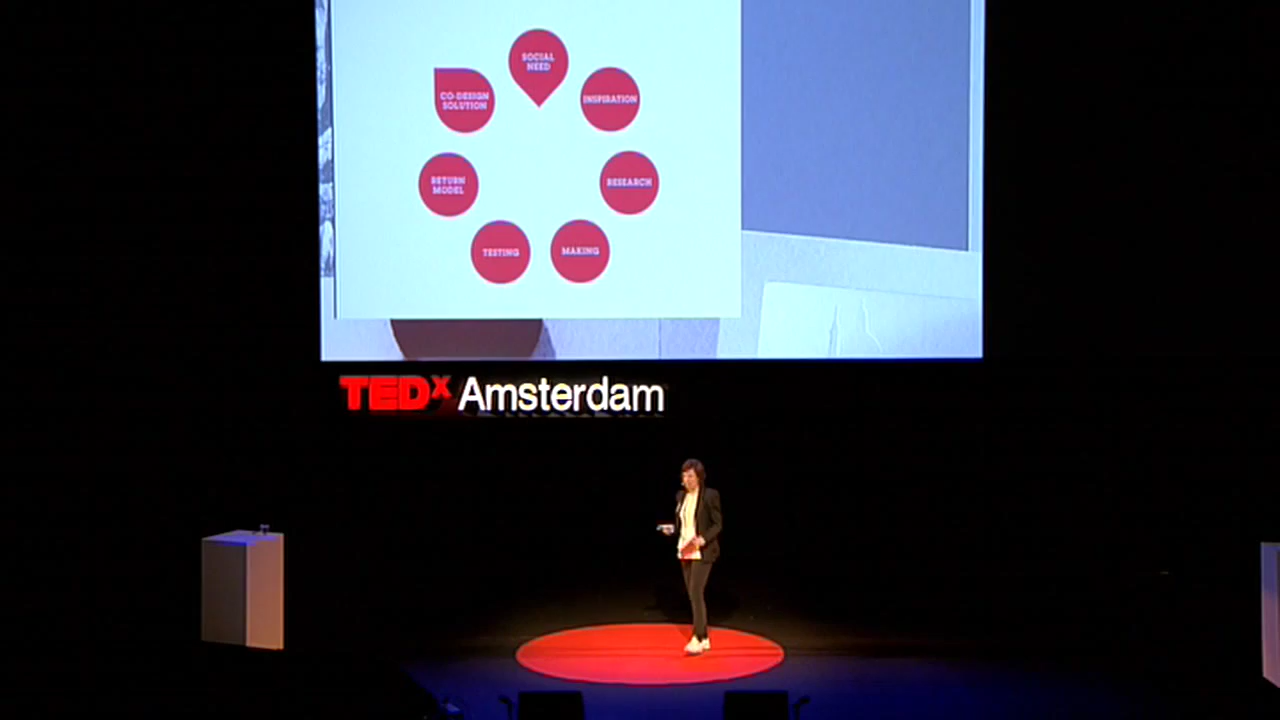 SOCIAL
NEED
CO-DESIGN
SOLUTION
INSPIRATION
RETURN
MODEL
RESEARCH
TESTING
MAKING
TEDx Amsterdam